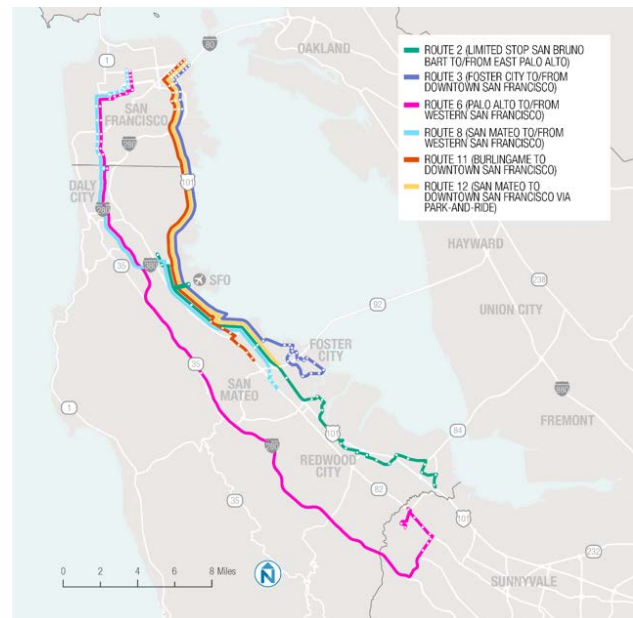 1
80
OAKLAND
SAN
FRANCISCO
280
101
DALY
CITY
280
35
380
SFO
92
HAYWARD
238
UNION CITY
880
FREMONT
FOSTER
CITY
35
SAN
MATEO
1
280
101
84
REDWOOD
CITY
82
35
101
232
SUNNYVALE
ROUTE 2 (LIMITED STOP SAN BRUNO
BART TO/FROM EAST PALO ALTO)
ROUTE 3 (FOSTER CITY TO/FROM
DOWNTOWN SAN FRANCISCO)
ROUTE 6 (PALO ALTO TO/FROM
WESTERN SAN FRANCISCO)
ROUTE 8 (SAN MATEO TO/FROM
WESTERN SAN FRANCISCO)
ROUTE 11 (BURLINGAME TO
DOWNTOWN SAN FRANCISCO)
ROUTE 12 (SAN MATEO TO
DOWNTOWN SAN FRANCISCO VIA
PARK-AND-RIDE)
0 2 4 6 8 Miles
N